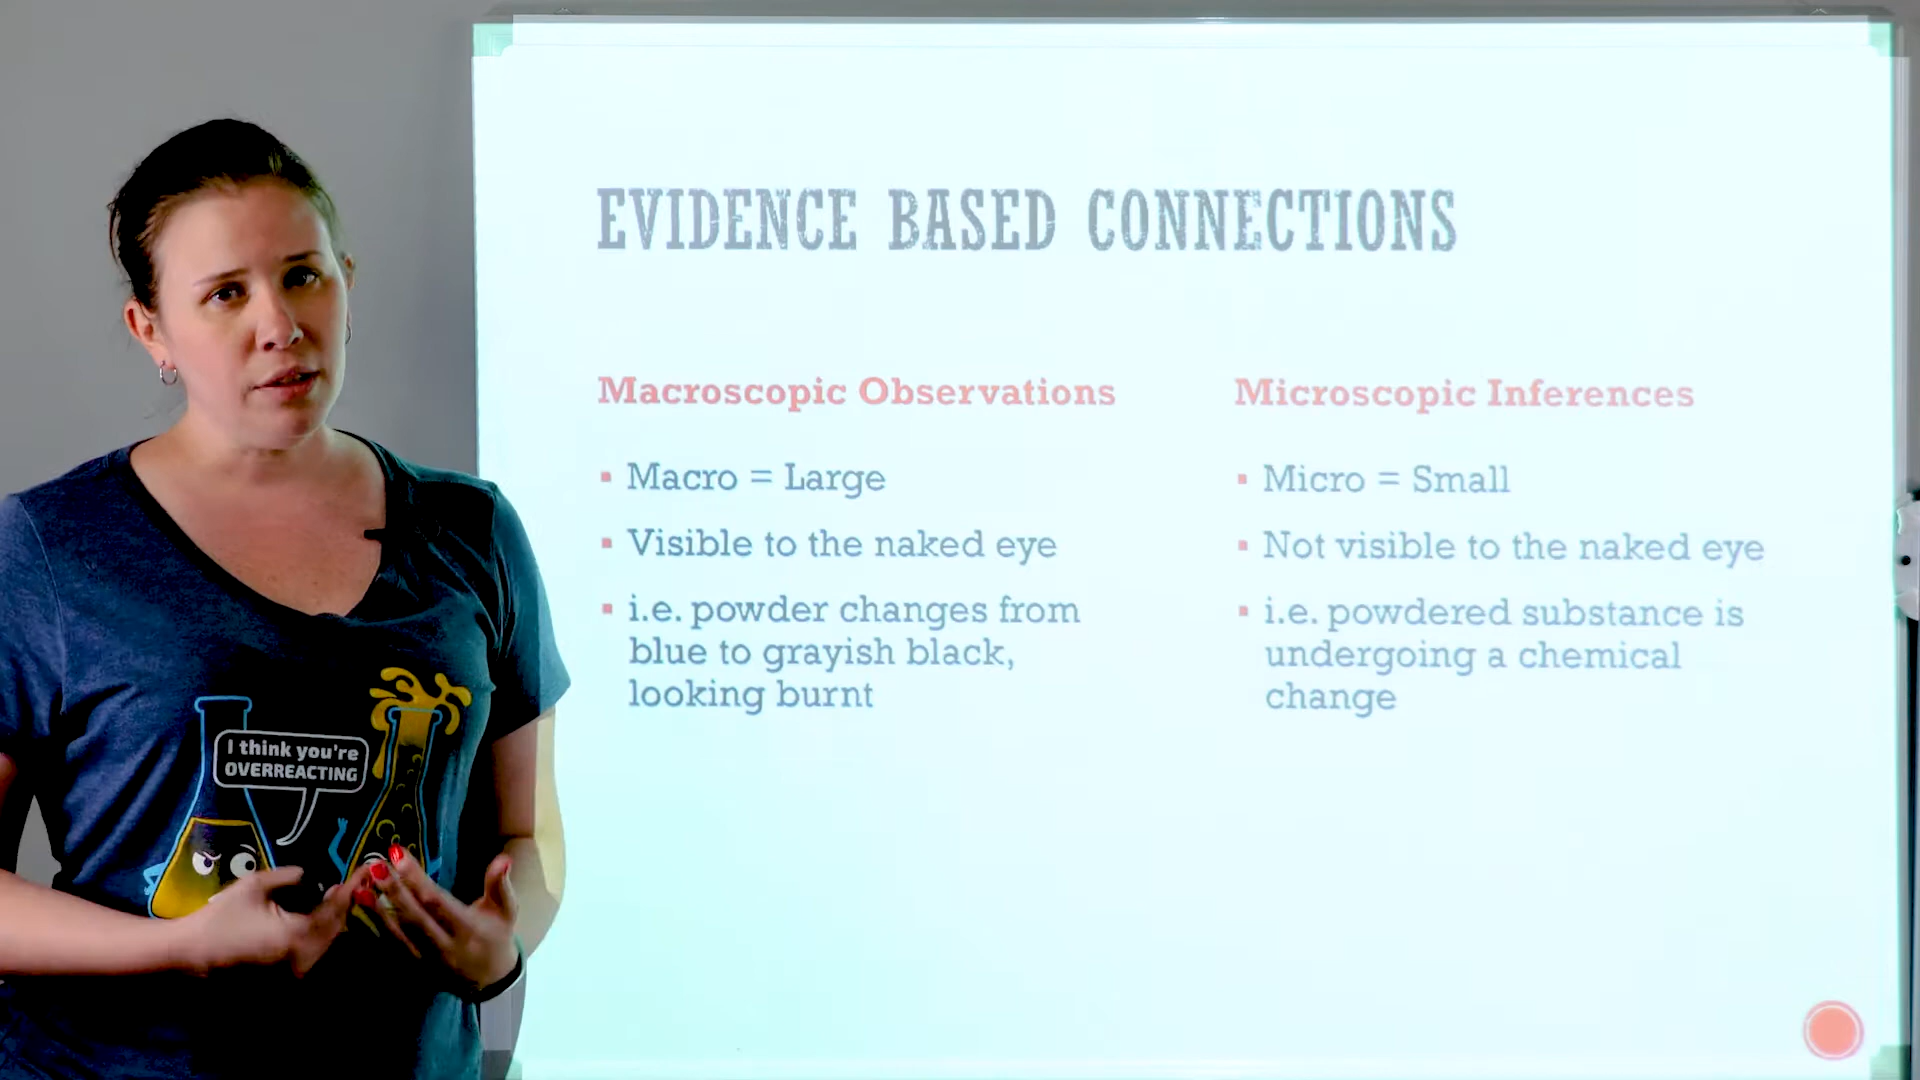 EVIDENCE BASED CONNECTIONS
Macroscopic Observations
Macro = Large
Visible to the naked eye
i.e. powder changes from
blue to grayish black,
looking burnt
Microscopic Inferences
Micro = Small
Not visible to the naked eye
i.e. powdered substance is
undergoing a chemical
change
I think you're
OVERREACTING